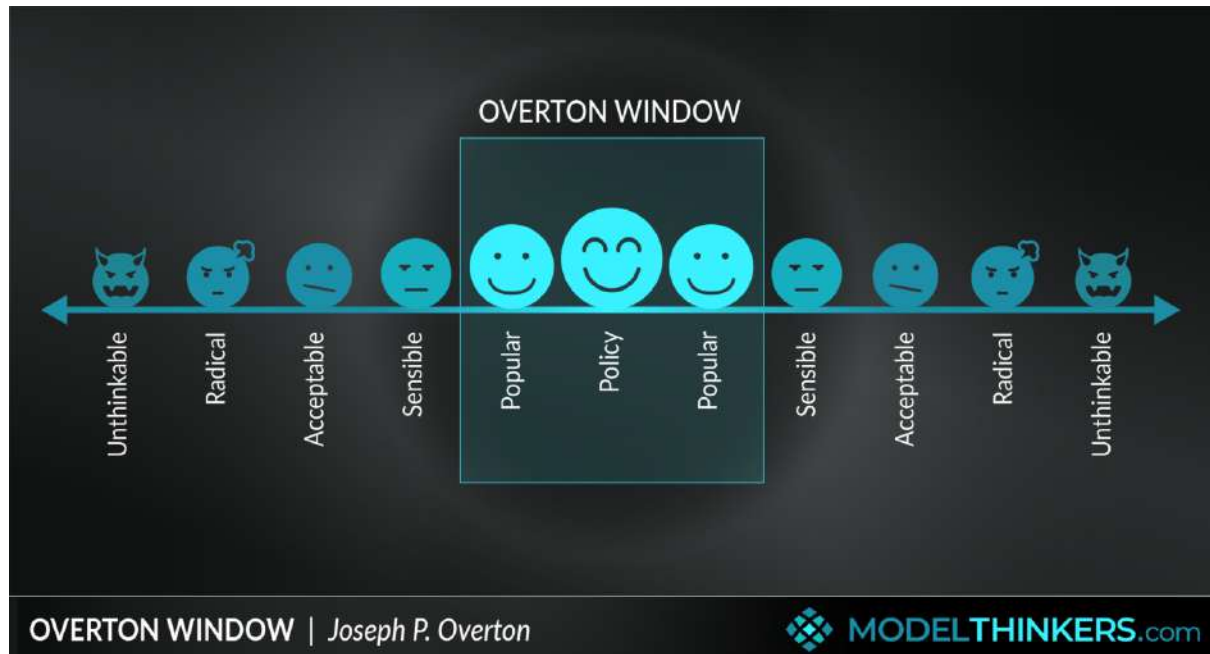 OVERTON WINDOW
Unthinkable
Radical
Acceptable
Sensible
Popular
Policy
Popular
Sensible
Acceptable
Radical
Unthinkable
OVERTON WINDOW | Joseph P. Overton
MODELTHINKERS.com